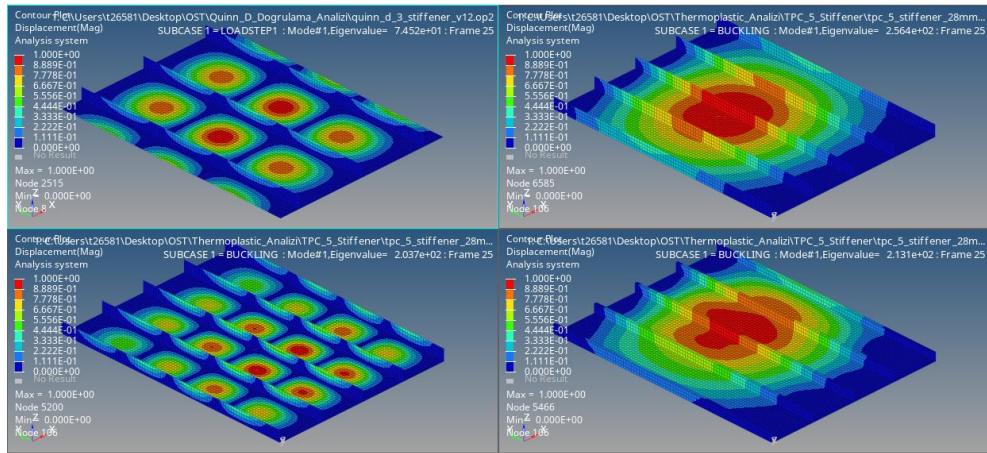 Contour Plot
1: C:\Users\t26581\Desktop\Quinn_D_Dogrulama_Analizi\quinn_d_3_stiffener_v12.op2
Displacement(Mag)
SUBCASE 1 = LOADSTEP1 : Mode#1,Eigenvalue= 7.452e+01 : Frame 25
Analysis system
1.000E+00
8.889E-01
7.778E-01
6.667E-01
5.556E-01
4.444E-01
3.333E-01
2.222E-01
1.111E-01
0.000E+00
No Result
Max = 1.000E+00
Node 2515
Min = 0.000E+00
Node 8
Z
Y X
Contour Plot
1: C:\Users\t26581\Desktop\OST\Thermoplastic_Analizi\TPC_5_Stiffener\tpc_5_stiffener_28mm...
Displacement(Mag)
SUBCASE 1 = BUCKLING : Mode#1,Eigenvalue= 2.564e+02 : Frame 25
Analysis system
1.000E+00
8.889E-01
7.778E-01
6.667E-01
5.556E-01
4.444E-01
3.333E-01
2.222E-01
1.111E-01
0.000E+00
No Result
Max = 1.000E+00
Node 6585
Min = 0.000E+00
Node 106
Z
Y X
Contour Plot
1: C:\Users\t26581\Desktop\OST\Thermoplastic_Analizi\TPC_5_Stiffener\tpc_5_stiffener_28m...
Displacement(Mag)
SUBCASE 1 = BUCKLING : Mode#1,Eigenvalue= 2.037e+02 : Frame 25
Analysis system
1.000E+00
8.889E-01
7.778E-01
6.667E-01
5.556E-01
4.444E-01
3.333E-01
2.222E-01
1.111E-01
0.000E+00
No Result
Max = 1.000E+00
Node 5200
Min = 0.000E+00
Node 106
Z
Y X
Contour Plot
1: C:\Users\t26581\Desktop\OST\Thermoplastic_Analizi\TPC_5_Stiffener\tpc_5_stiffener_28m...
Displacement(Mag)
SUBCASE 1 = BUCKLING : Mode#1,Eigenvalue= 2.131e+02 : Frame 25
Analysis system
1.000E+00
8.889E-01
7.778E-01
6.667E-01
5.556E-01
4.444E-01
3.333E-01
2.222E-01
1.111E-01
0.000E+00
No Result
Max = 1.000E+00
Node 5466
Min = 0.000E+00
Node 106
Z
Y X